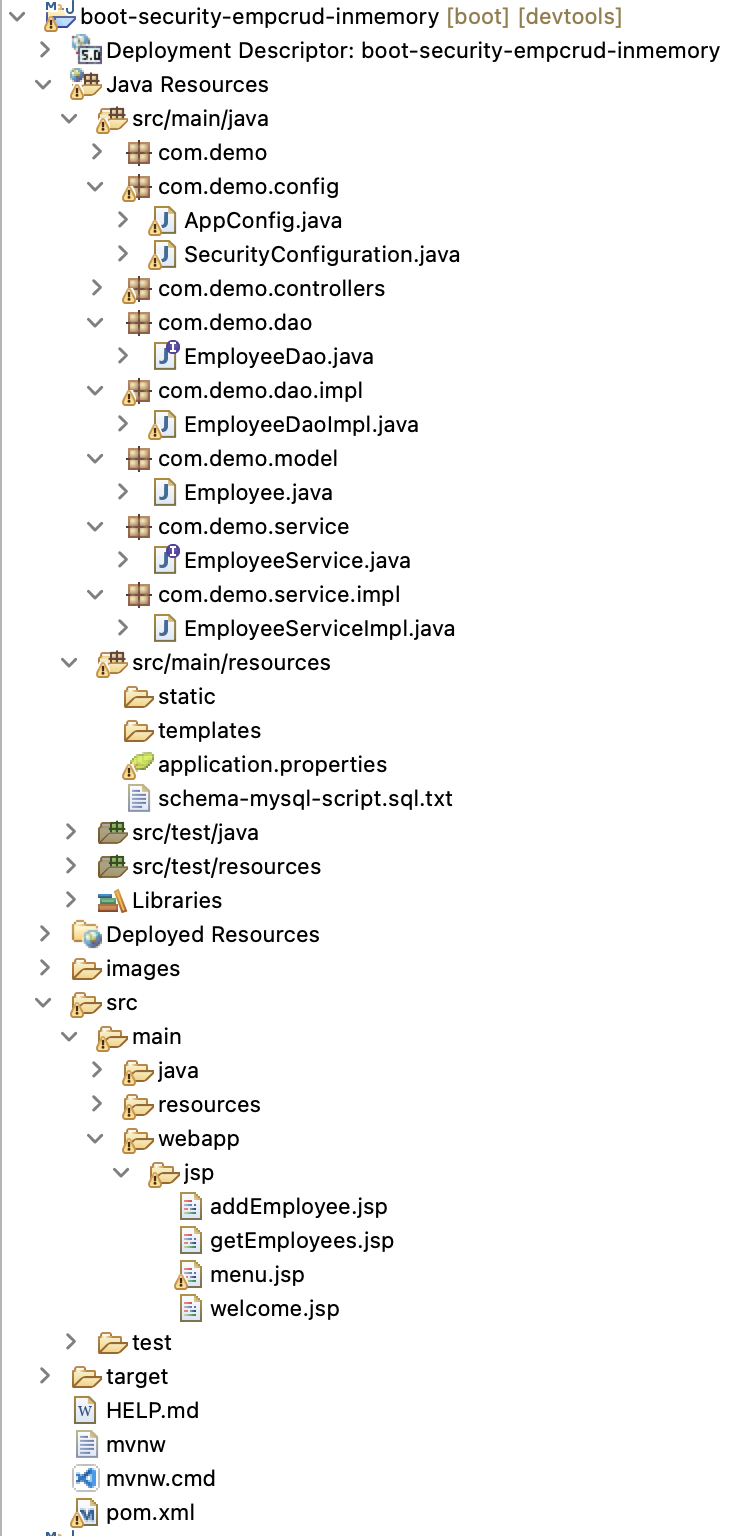 boot-security-empcrud-inmemory [boot] [devtools]
Deployment Descriptor: boot-security-empcrud-inmemory
Java Resources
src/main/java
com.demo
com.demo.config
AppConfig.java
SecurityConfiguration.java
com.demo.controllers
com.demo.dao
EmployeeDao.java
com.demo.dao.impl
EmployeeDaoImpl.java
com.demo.model
Employee.java
com.demo.service
EmployeeService.java
com.demo.service.impl
EmployeeServiceImpl.java
src/main/resources
static
templates
application.properties
schema-mysql-script.sql.txt
src/test/java
src/test/resources
Libraries
Deployed Resources
images
src
main
java
resources
webapp
jsp
addEmployee.jsp
getEmployees.jsp
menu.jsp
welcome.jsp
test
target
HELP.md
mvnw
mvnw.cmd
pom.xml